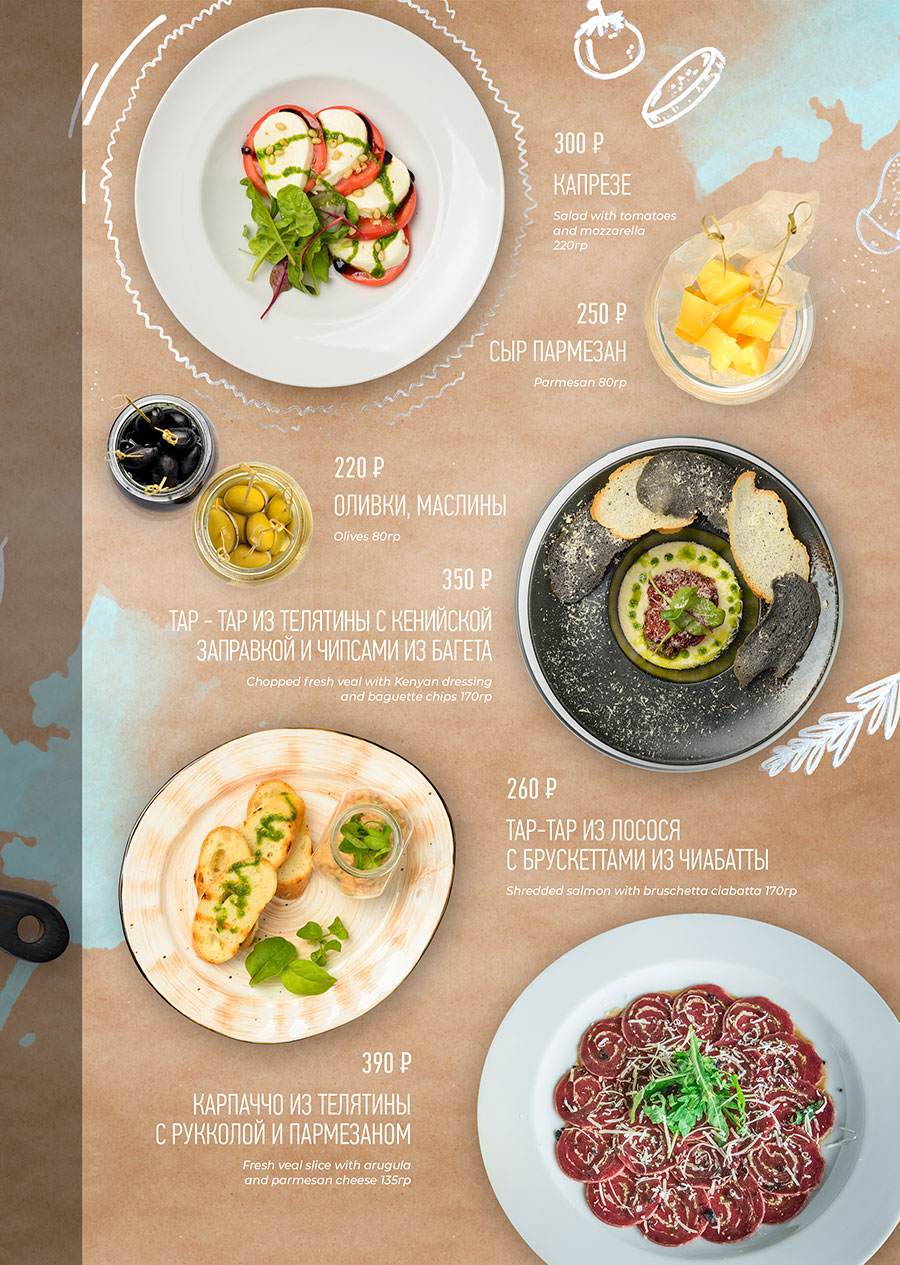 300 ₽
КАПРЕЗЕ
Salad with tomatoes
and mozzarella
220гр
250 ₽
СЫР ПАРМЕЗАН
Parmesan 80гр
220 ₽
ОЛИВКИ, МАСЛИНЫ
Olives 80гр
350 ₽
ТАР - ТАР ИЗ ТЕЛЯТИНЫ С КЕНИЙСКОЙ
ЗАПРАВКОЙ И ЧИПСАМИ ИЗ БАГЕТА
Chopped fresh veal with Kenyan dressing
and baguette chips 170гр
260 ₽
ТАР-ТАР ИЗ ЛОСОСЯ
С БРУСКЕТТАМИ ИЗ ЧИАБАТТЫ
Shredded salmon with bruschetta ciabatta 170гр
390 ₽
КАРПАЧЧО ИЗ ТЕЛЯТИНЫ
С РУККОЛОЙ И ПАРМЕЗАНОМ
Fresh veal slice with arugula
and parmesan cheese 135гр